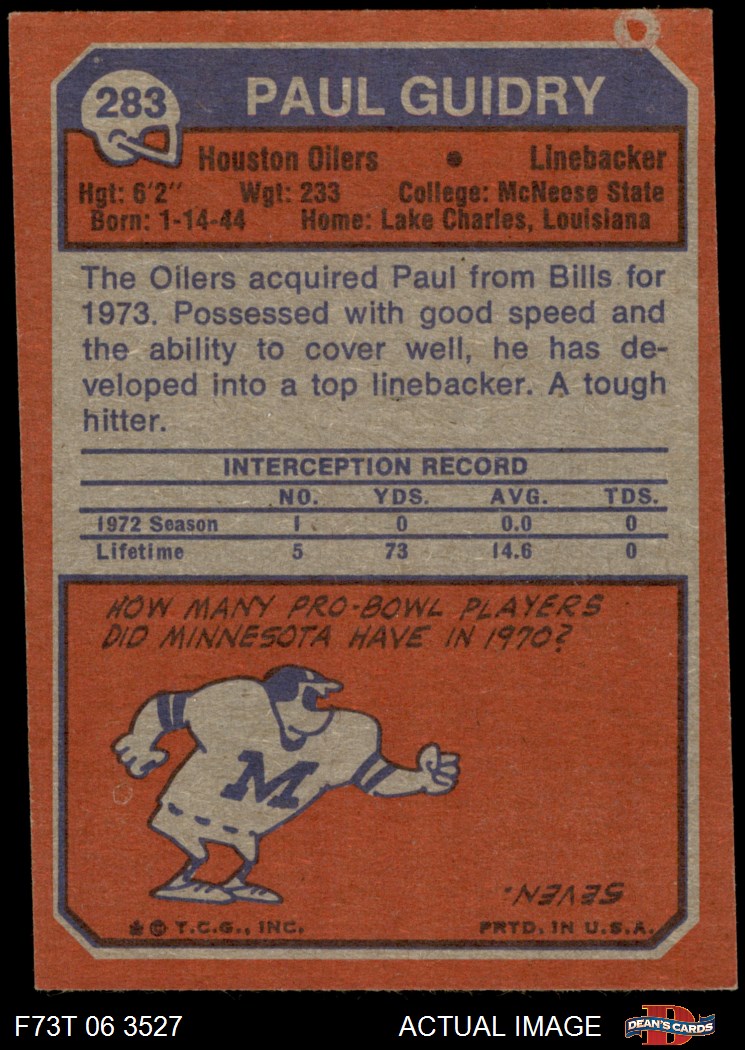 283
PAUL GUIDRY
Houston Oilers • Linebacker
Hgt: 6'2" Wgt: 233 College: McNeese State
Born: 1-14-44 Home: Lake Charles, Louisiana
The Oilers acquired Paul from Bills for
1973. Possessed with good speed and
the ability to cover well, he has de-
veloped into a top linebacker. A tough
hitter.
INTERCEPTION RECORD
NO. YDS. AVG. TDS.
1972 Season 1 0 0.0 0
Lifetime 5 73 14.6 0
HOW MANY PRO-BOWL PLAYERS
DID MINNESOTA HAVE IN 1970?
M
SEVEN.
✱ © T.C.G., INC. PRTD. IN U.S.A.
F73T 06 3527 ACTUAL IMAGE D DEAN'S CARDS